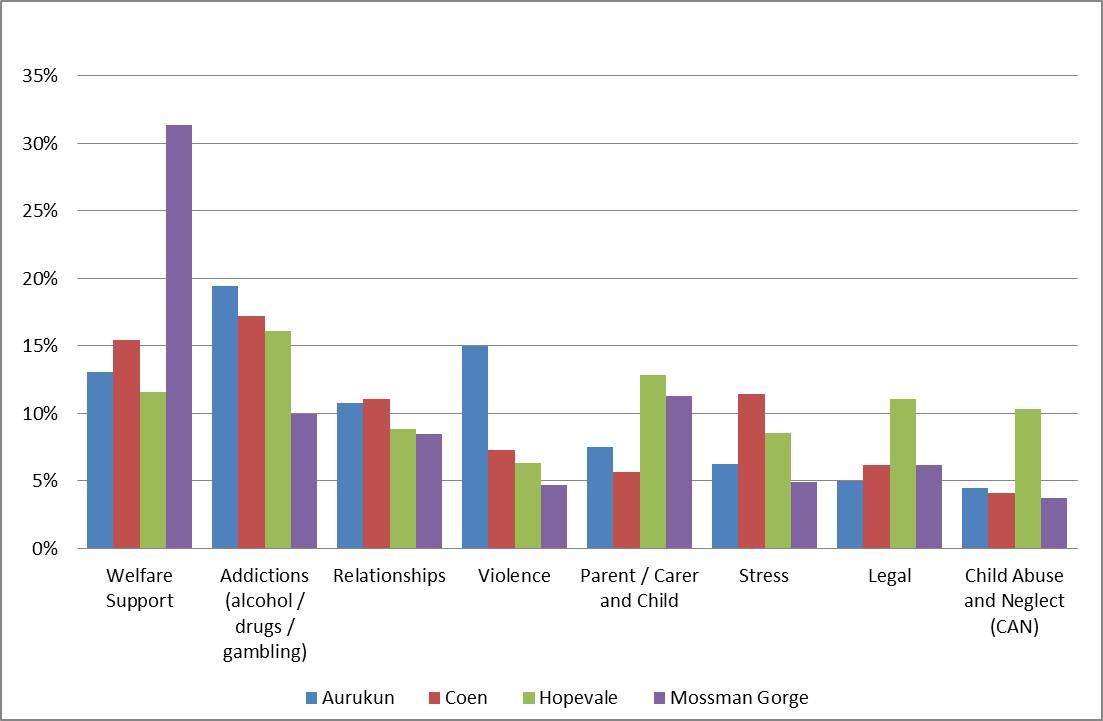 35%
30%
25%
20%
15%
10%
5%
0%
Welfare
Support
Addictions
(alcohol /
drugs /
gambling)
Relationships
Violence
Parent / Carer
and Child
Stress
Legal
Child Abuse
and Neglect
(CAN)
Aurukun Coen Hopevale Mossman Gorge